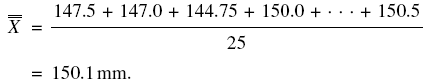 X̿ = 147.5 + 147.0 + 144.75 + 150.0 + · · · + 150.5
25
= 150.1 mm.